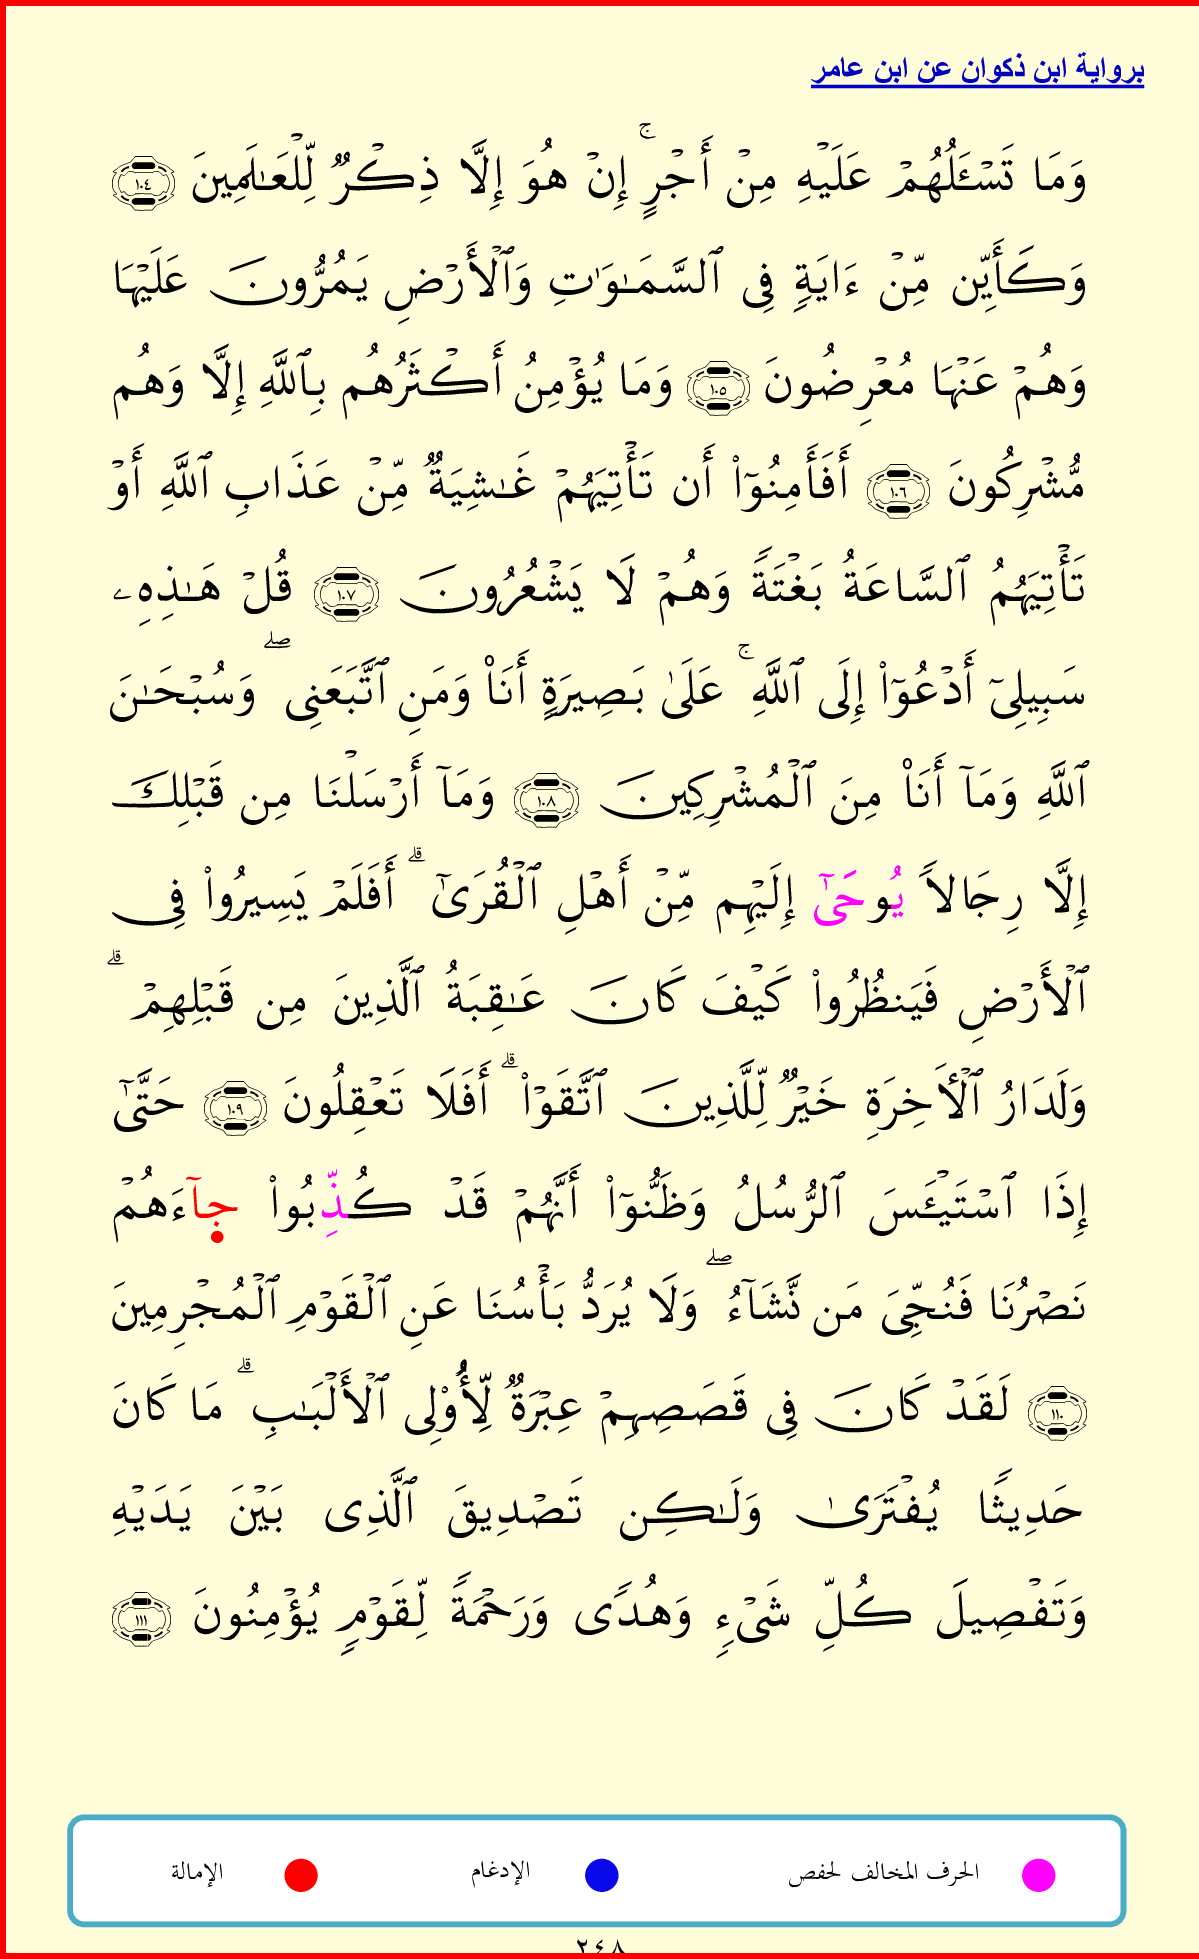 برواية ابن ذكوان عن ابن عامر
وَمَا تَسْـَٔلُهُمْ عَلَيْهِ مِنْ أَجْرٍ ۚ إِنْ هُوَ إِلَّا ذِكْرٌ لِّلْعَـٰلَمِينَ ١٠٤
وَكَأَيِّن مِّنْ ءَايَةٍ فِى ٱلسَّمَـٰوَٰتِ وَٱلْأَرْضِ يَمُرُّونَ عَلَيْهَا
وَهُمْ عَنْهَا مُعْرِضُونَ ١٠٥ وَمَا يُؤْمِنُ أَكْثَرُهُم بِٱللَّهِ إِلَّا وَهُم
مُّشْرِكُونَ ١٠٦ أَفَأَمِنُوٓا۟ أَن تَأْتِيَهُمْ غَـٰشِيَةٌ مِّنْ عَذَابِ ٱللَّهِ أَوْ
تَأْتِيَهُمُ ٱلسَّاعَةُ بَغْتَةً وَهُمْ لَا يَشْعُرُونَ ١٠٧ قُلْ هَـٰذِهِۦ
سَبِيلِىٓ أَدْعُوٓا۟ إِلَى ٱللَّهِ ۚ عَلَىٰ بَصِيرَةٍ أَنَا۠ وَمَنِ ٱتَّبَعَنِى ۖ وَسُبْحَـٰنَ
ٱللَّهِ وَمَآ أَنَا۠ مِنَ ٱلْمُشْرِكِينَ ١٠٨ وَمَآ أَرْسَلْنَا مِن قَبْلِكَ
إِلَّا رِجَالًا يُوحَىٰٓ إِلَيْهِم مِّنْ أَهْلِ ٱلْقُرَىٰٓ ۗ أَفَلَمْ يَسِيرُوا۟ فِى
ٱلْأَرْضِ فَيَنظُرُوا۟ كَيْفَ كَانَ عَـٰقِبَةُ ٱلَّذِينَ مِن قَبْلِهِمْ ۗ
وَلَدَارُ ٱلْـَٔاخِرَةِ خَيْرٌ لِّلَّذِينَ ٱتَّقَوْا۟ ۗ أَفَلَا تَعْقِلُونَ ١٠٩ حَتَّىٰٓ
إِذَا ٱسْتَيْـَٔسَ ٱلرُّسُلُ وَظَنُّوٓا۟ أَنَّهُمْ قَدْ كُذِّبُوا۟ جآءَهُمْ
نَصْرُنَا فَنُجِّىَ مَن نَّشَآءُ ۖ وَلَا يُرَدُّ بَأْسُنَا عَنِ ٱلْقَوْمِ ٱلْمُجْرِمِينَ
١١٠ لَقَدْ كَانَ فِى قَصَصِهِمْ عِبْرَةٌ لِّأُو۟لِى ٱلْأَلْبَـٰبِ ۗ مَا كَانَ
حَدِيثًا يُفْتَرَىٰ وَلَـٰكِن تَصْدِيقَ ٱلَّذِى بَيْنَ يَدَيْهِ
وَتَفْصِيلَ كُلِّ شَىْءٍ وَهُدًى وَرَحْمَةً لِّقَوْمٍ يُؤْمِنُونَ ١١١
الحرف المخالف لحفص الإدغام الإمالة
٢٤٨